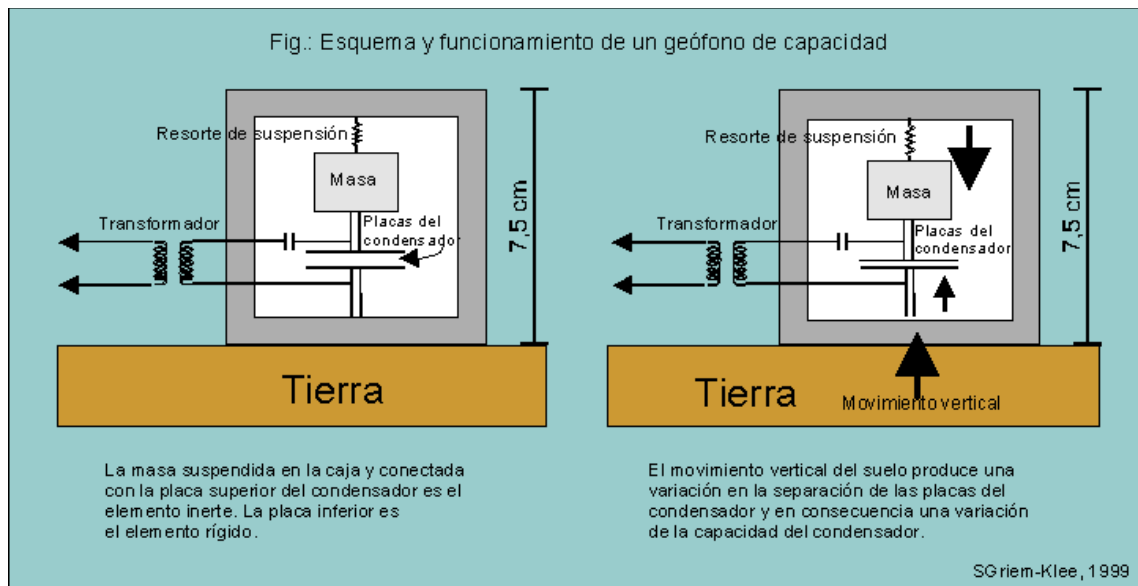 Fig.: Esquema y funcionamiento de un geófono de capacidad
Resorte de suspensión
Masa
Transformador
Placas del
condensador
7,5 cm
Tierra
La masa suspendida en la caja y conectada
con la placa superior del condensador es el
elemento inerte. La placa inferior es
el elemento rígido.
Resorte de suspensión
Masa
Transformador
Placas del
condensador
7,5 cm
Tierra
Movimiento vertical
El movimiento vertical del suelo produce una
variación en la separación de las placas del
condensador y en consecuencia una variación
de la capacidad del condensador.
SGriem-Klee, 1999